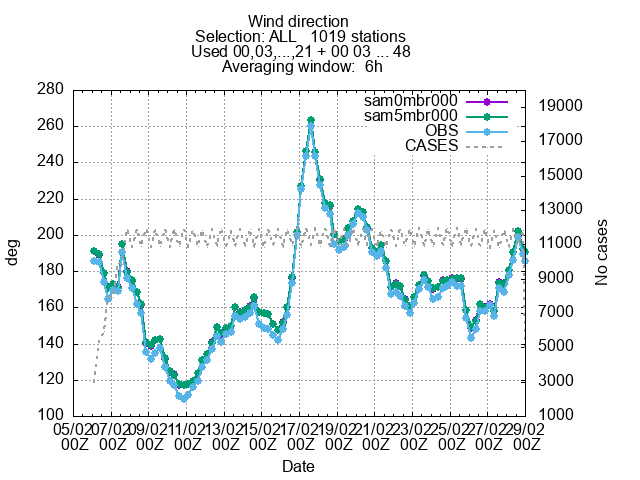 Wind direction
Selection: ALL   1019 stations
Used 00,03,...,21 + 00 03 ... 48
Averaging window:  6h
deg
280
260
240
220
200
180
160
140
120
100
sam0mbr000
sam5mbr000
OBS
CASES
19000
17000
15000
13000
11000
9000
7000
5000
3000
1000
No cases
05/02 07/02 09/02 11/02 13/02 15/02 17/02 19/02 21/02 23/02 25/02 27/02 29/02
00Z 00Z 00Z 00Z 00Z 00Z 00Z 00Z 00Z 00Z 00Z 00Z 00Z
Date